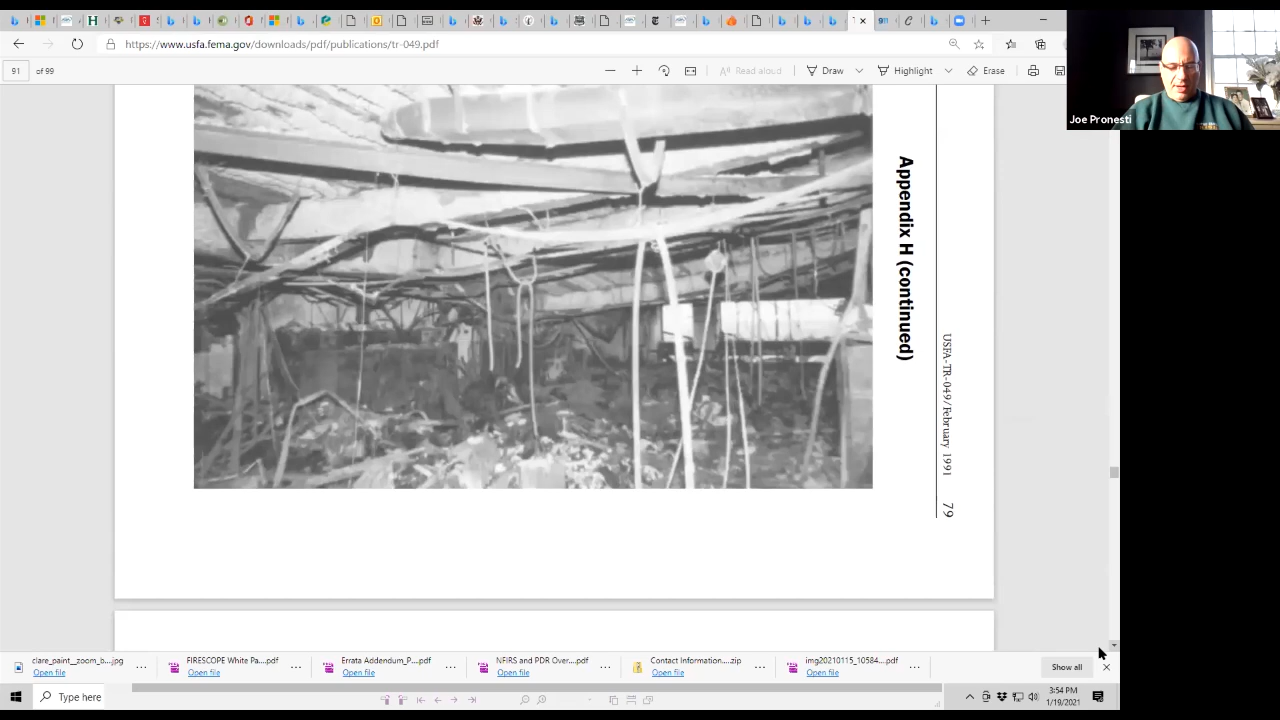 https://www.usfa.fema.gov/downloads/pdf/publications/tr-049.pdf
91 of 99
Read aloud
Draw
Highlight
Erase
Joe Pronesti
Appendix H (continued)
USFA-TR-049/February 1991
79
clare_paint__zoom_b....jpg
Open file
FIRESCOPE White Pa....pdf
Open file
Errata Addendum_P....pdf
Open file
NFIRS and PDR Over....pdf
Open file
Contact Information....zip
Open file
img20210115_10584....pdf
Open file
Show all
Type here
3:54 PM
1/19/2021